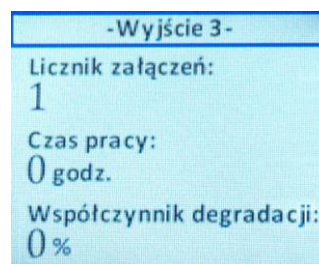 -Wyjście 3-
Licznik załączeń:
1
Czas pracy:
0 godz.
Współczynnik degradacji:
0 %